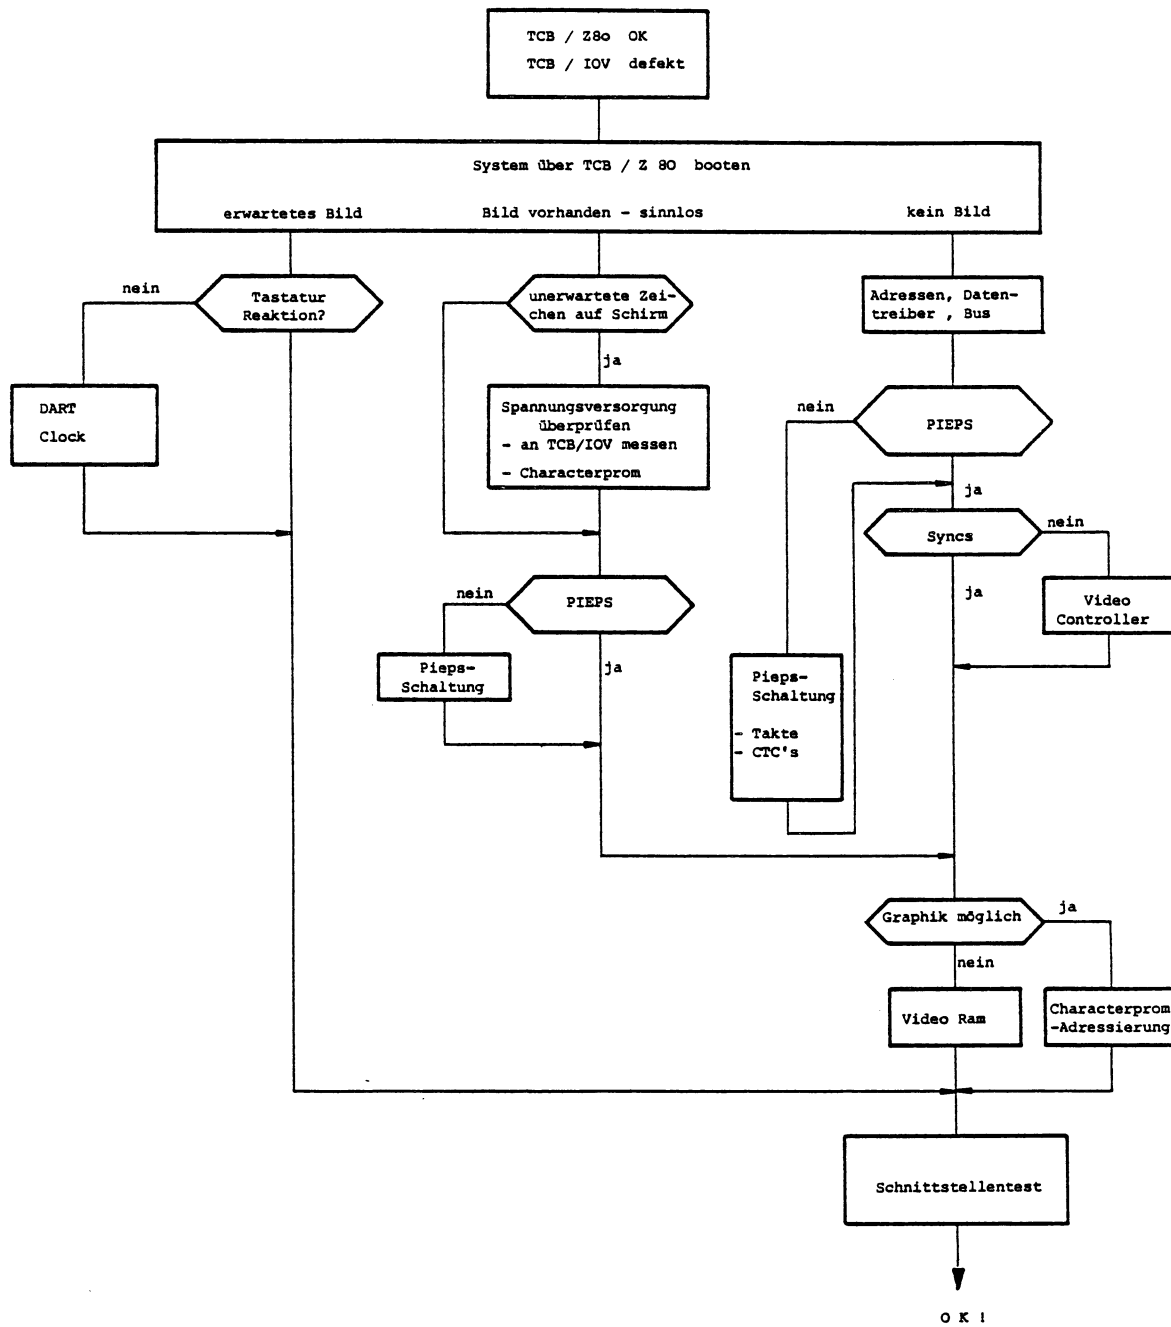 TCB / Z8o OK
TCB / IOV defekt
System über TCB / Z 80 booten
erwartetes Bild
Bild vorhanden - sinnlos
kein Bild
nein
Tastatur
Reaktion?
unerwartete Zei-
chen auf Schirm
Adressen, Daten-
treiber , Bus
ja
DART
Clock
Spannungsversorgung
überprüfen
- an TCB/IOV messen
- Characterprom
nein
PIEPS
ja
Syncs
nein
ja
Video
Controller
nein
PIEPS
ja
Pieps-
Schaltung
Pieps-
Schaltung
- Takte
- CTC's
Graphik möglich
ja
nein
Video Ram
Characterprom
-Adressierung
Schnittstellentest
O K !